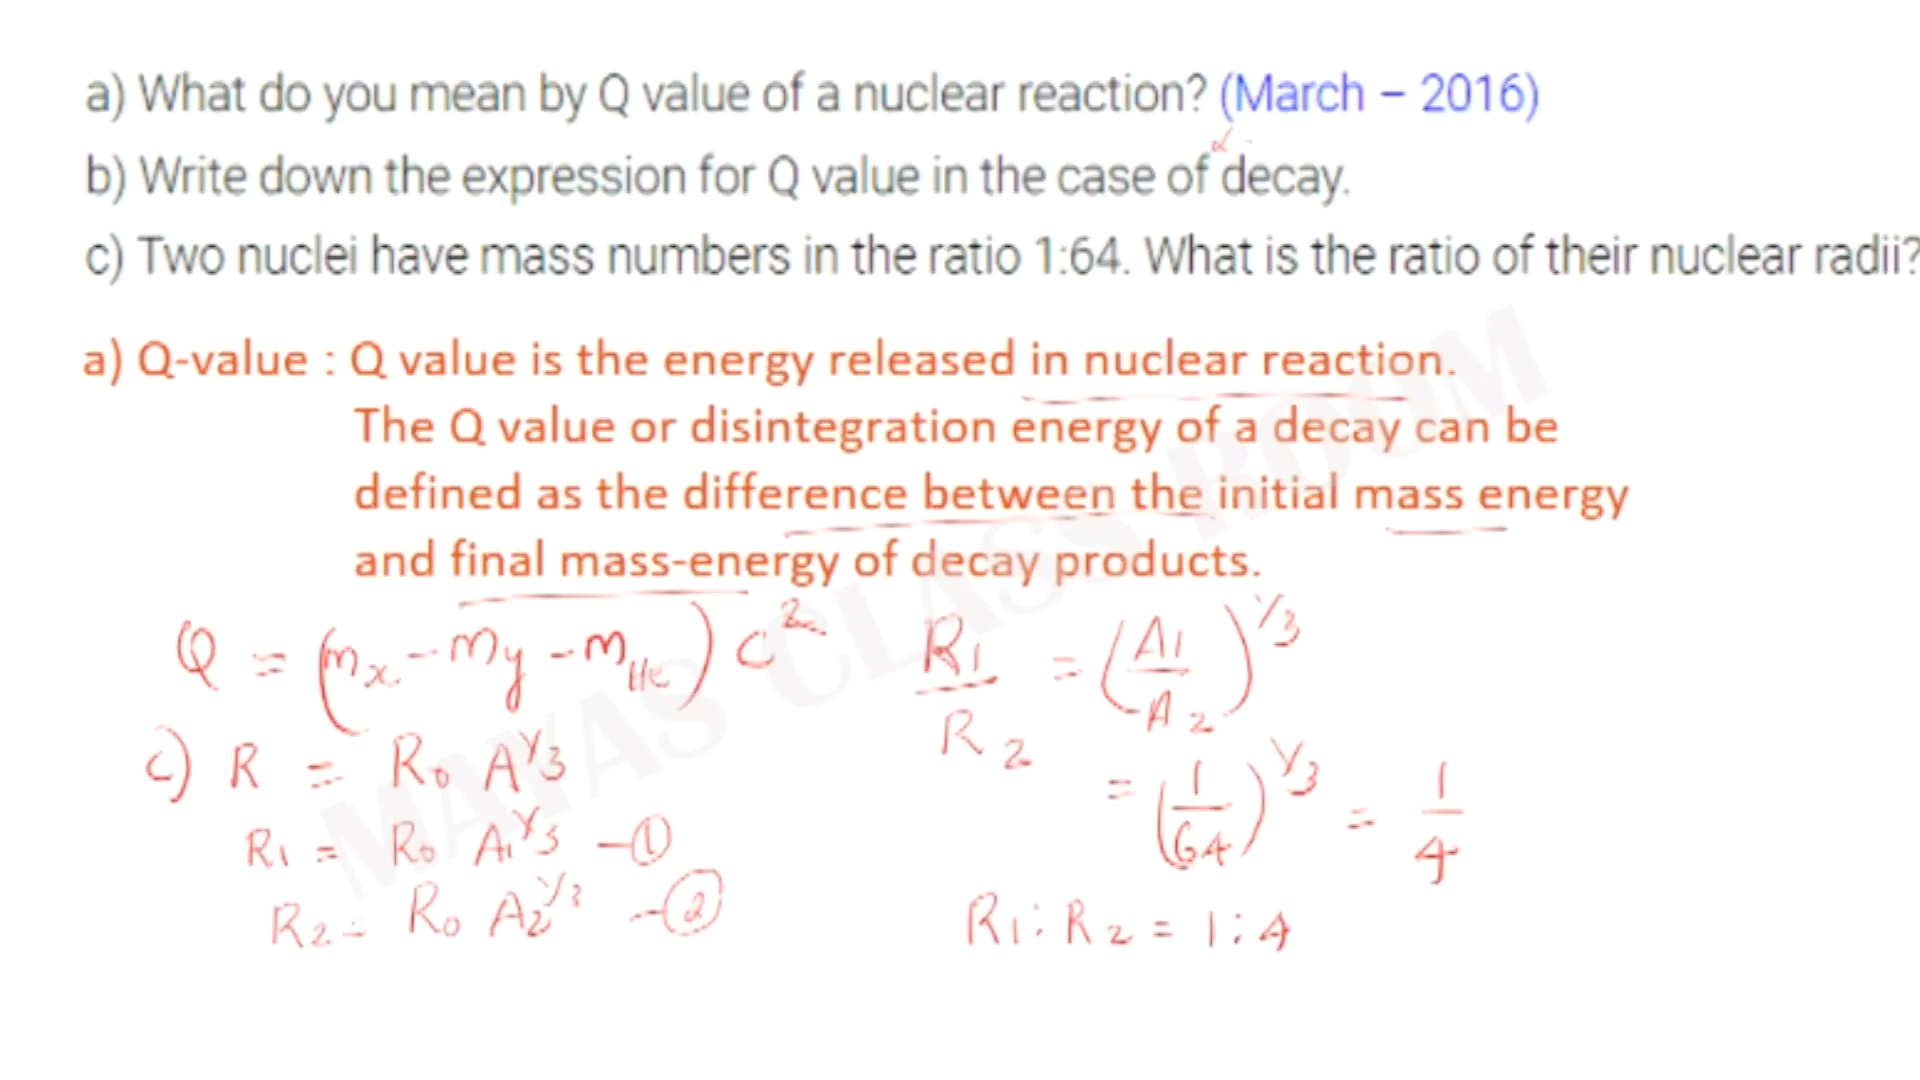 a) What do you mean by Q value of a nuclear reaction? (March – 2016)
b) Write down the expression for Q value in the case of α decay.
c) Two nuclei have mass numbers in the ratio 1:64. What is the ratio of their nuclear radii?
a) Q-value : Q value is the energy released in nuclear reaction.
The Q value or disintegration energy of a decay can be
defined as the difference between the initial mass energy
and final mass-energy of decay products.
Q = (mx - my - mHe) c²
c) R = R₀ A^1/3
R₁ = R₀ A₁^1/3 -①
R₂ = R₀ A₂^1/3 -②
R₁/R₂ = (A₁/A₂)^1/3
= (1/64)^1/3 = 1/4
R₁ : R₂ = 1 : 4
MAYAS CLASS ROOM